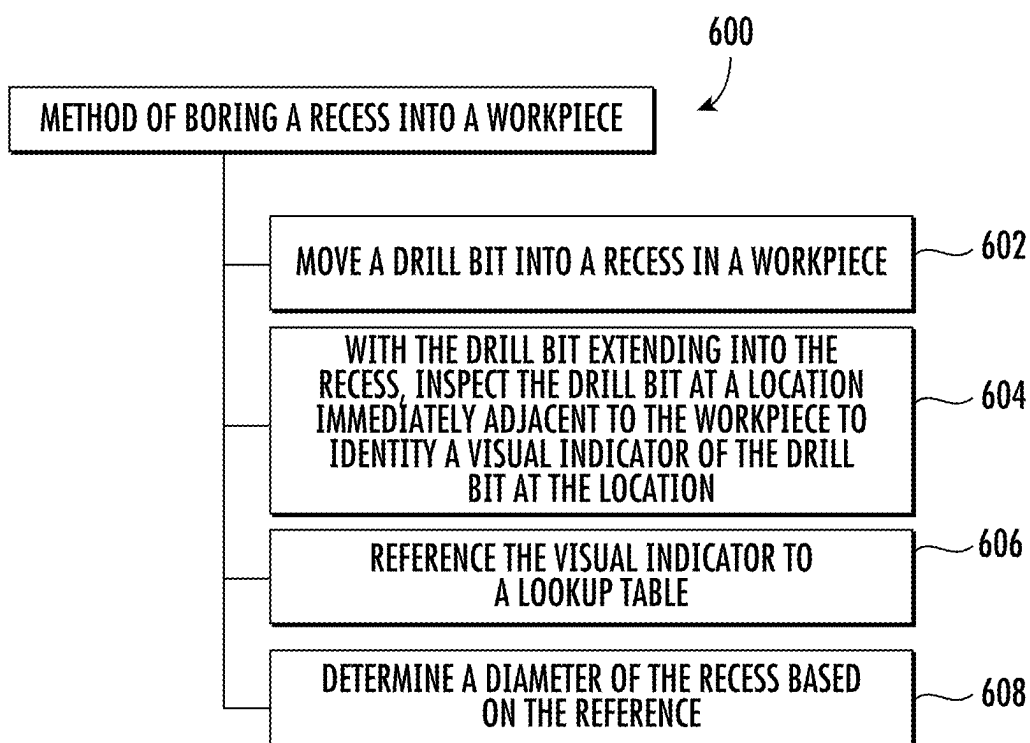 600
METHOD OF BORING A RECESS INTO A WORKPIECE
MOVE A DRILL BIT INTO A RECESS IN A WORKPIECE
602
WITH THE DRILL BIT EXTENDING INTO THE
RECESS, INSPECT THE DRILL BIT AT A LOCATION
IMMEDIATELY ADJACENT TO THE WORKPIECE TO
IDENTITY A VISUAL INDICATOR OF THE DRILL
BIT AT THE LOCATION
604
REFERENCE THE VISUAL INDICATOR TO
A LOOKUP TABLE
606
DETERMINE A DIAMETER OF THE RECESS BASED
ON THE REFERENCE
608